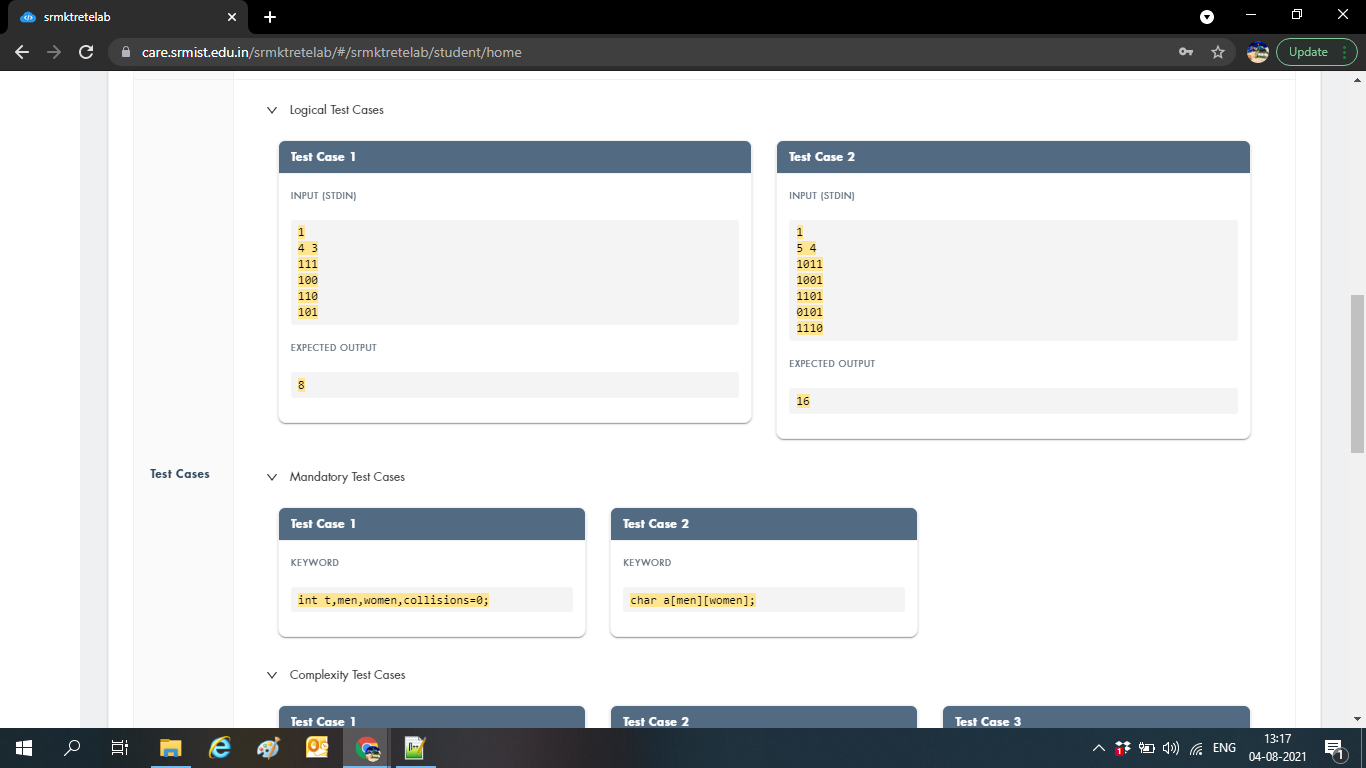 srmktretelab
care.srmist.edu.in/srmktretelab/#/srmktretelab/student/home
Update
Logical Test Cases
Test Case 1
INPUT (STDIN)
1
4 3
111
100
110
101
EXPECTED OUTPUT
8
Test Case 2
INPUT (STDIN)
1
5 4
1011
1001
1101
0101
1110
EXPECTED OUTPUT
16
Test Cases
Mandatory Test Cases
Test Case 1
KEYWORD
int t,men,women,collisions=0;
Test Case 2
KEYWORD
char a[men][women];
Complexity Test Cases
Test Case 1
Test Case 2
Test Case 3
ENG
13:17
04-08-2021
1
1